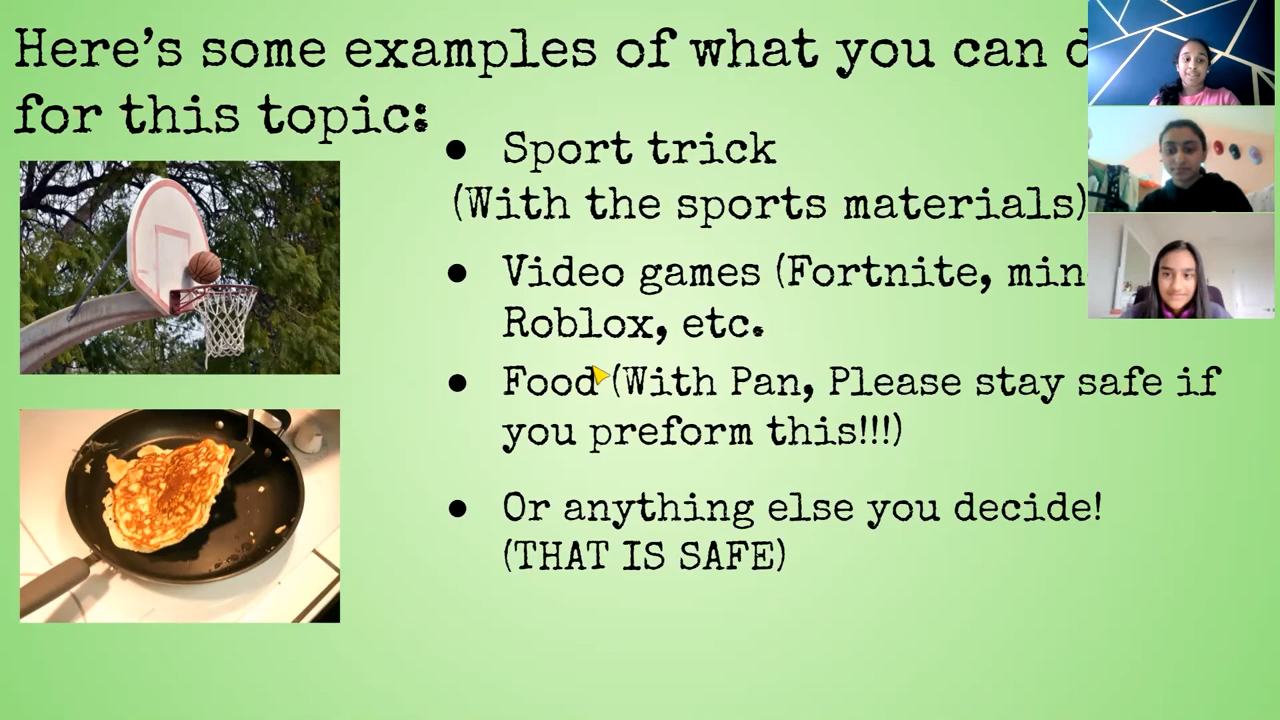 Here's some examples of what you can
for this topic:
● Sport trick
(With the sports materials)
● Video games (Fortnite,
Roblox, etc.
● Food (With Pan, Please stay safe if
you preform this!!!)
● Or anything else you decide!
(THAT IS SAFE)